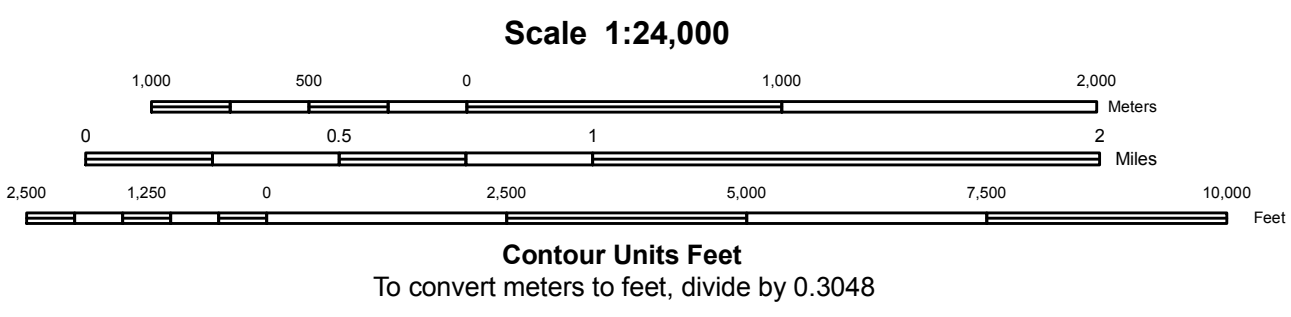 Scale 1:24,000
1,000 500 0 1,000 2,000
Meters
0 0.5 1 2
Miles
2,500 1,250 0 2,500 5,000 7,500 10,000
Feet
Contour Units Feet
To convert meters to feet, divide by 0.3048